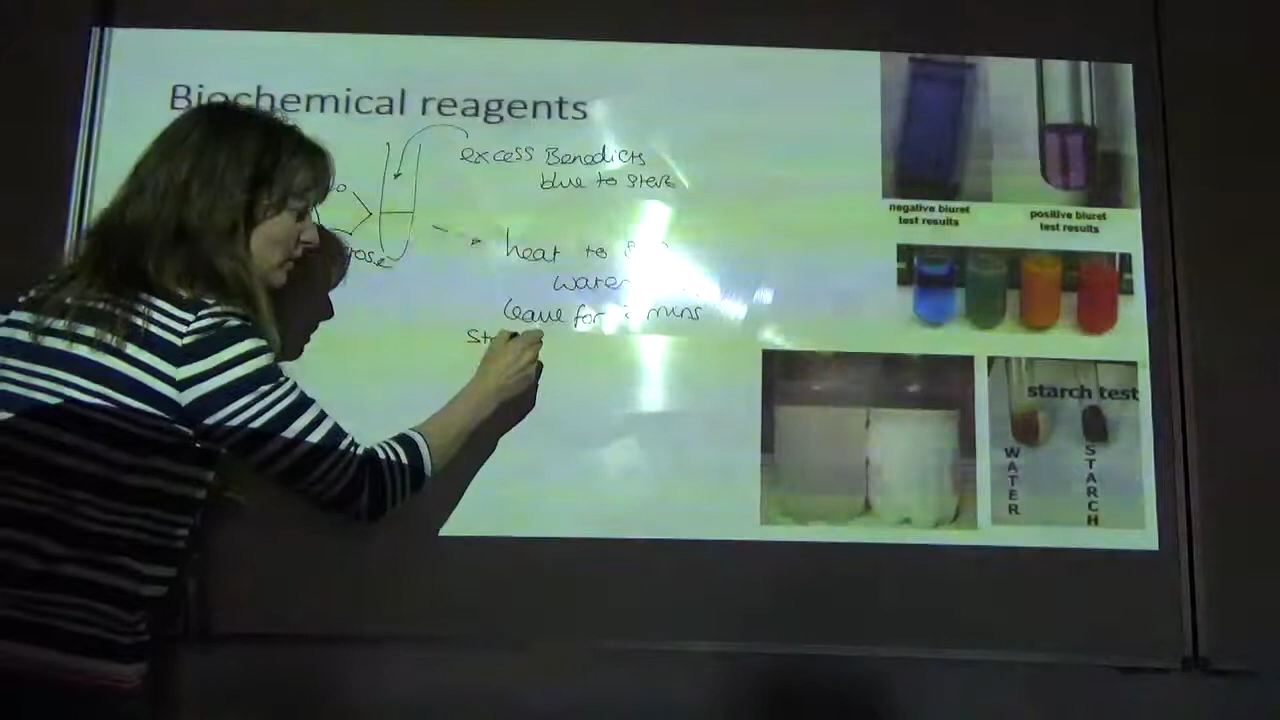 Biochemical reagents
excess Benedicts
blue to start
heat to
water
leave for mins
negative biuret
test results
positive biuret
test results
starch test
WATER
STARCH